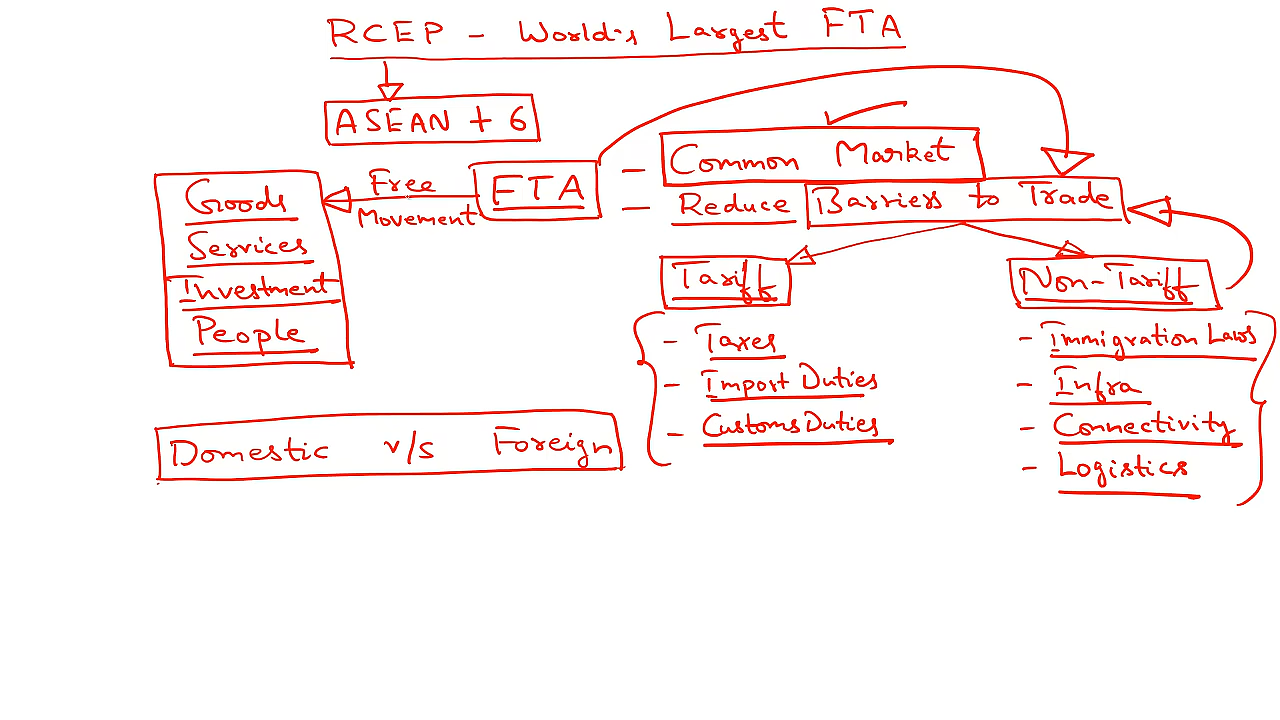 RCEP - World's Largest FTA
ASEAN + 6
Goods
Services
Investment
People
Free
Movement
FTA
- Common Market
- Reduce Barriers to Trade
Tariff
- Taxes
- Import Duties
- Customs Duties
Non-Tariff
- Immigration Laws
- Infra
- Connectivity
- Logistics
Domestic v/s Foreign